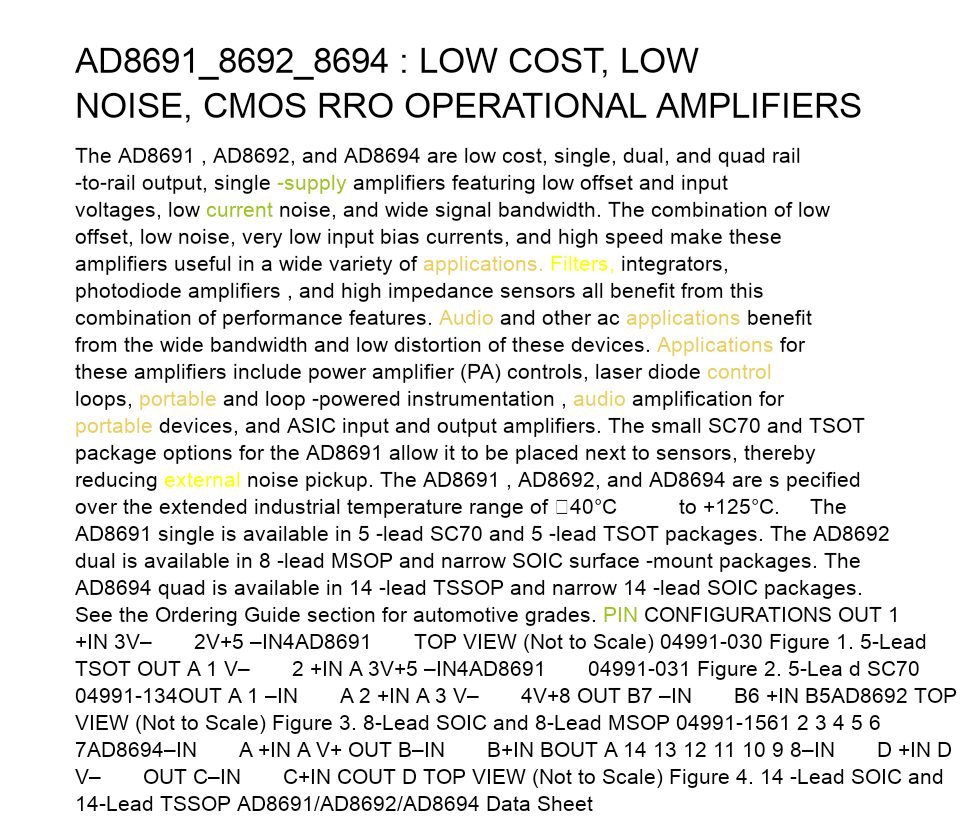 AD8691_8692_8694 : LOW COST, LOW
NOISE, CMOS RRO OPERATIONAL AMPLIFIERS
The AD8691 , AD8692, and AD8694 are low cost, single, dual, and quad rail
-to-rail output, single -supply amplifiers featuring low offset and input
voltages, low current noise, and wide signal bandwidth. The combination of low
offset, low noise, very low input bias currents, and high speed make these
amplifiers useful in a wide variety of applications. Filters, integrators,
photodiode amplifiers , and high impedance sensors all benefit from this
combination of performance features. Audio and other ac applications benefit
from the wide bandwidth and low distortion of these devices. Applications for
these amplifiers include power amplifier (PA) controls, laser diode control
loops, portable and loop -powered instrumentation , audio amplification for
portable devices, and ASIC input and output amplifiers. The small SC70 and TSOT
package options for the AD8691 allow it to be placed next to sensors, thereby
reducing external noise pickup. The AD8691 , AD8692, and AD8694 are s pecified
over the extended industrial temperature range of □40°C to +125°C. The
AD8691 single is available in 5 -lead SC70 and 5 -lead TSOT packages. The AD8692
dual is available in 8 -lead MSOP and narrow SOIC surface -mount packages. The
AD8694 quad is available in 14 -lead TSSOP and narrow 14 -lead SOIC packages.
See the Ordering Guide section for automotive grades. PIN CONFIGURATIONS OUT 1
+IN 3V– 2V+5 –IN4AD8691 TOP VIEW (Not to Scale) 04991-030 Figure 1. 5-Lead
TSOT OUT A 1 V– 2 +IN A 3V+5 –IN4AD8691 04991-031 Figure 2. 5-Lea d SC70
04991-134OUT A 1 –IN A 2 +IN A 3 V– 4V+8 OUT B7 –IN B6 +IN B5AD8692 TOP
VIEW (Not to Scale) Figure 3. 8-Lead SOIC and 8-Lead MSOP 04991-1561 2 3 4 5 6
7AD8694–IN A +IN A V+ OUT B–IN B+IN BOUT A 14 13 12 11 10 9 8–IN D +IN D
V– OUT C–IN C+IN COUT D TOP VIEW (Not to Scale) Figure 4. 14 -Lead SOIC and
14-Lead TSSOP AD8691/AD8692/AD8694 Data Sheet